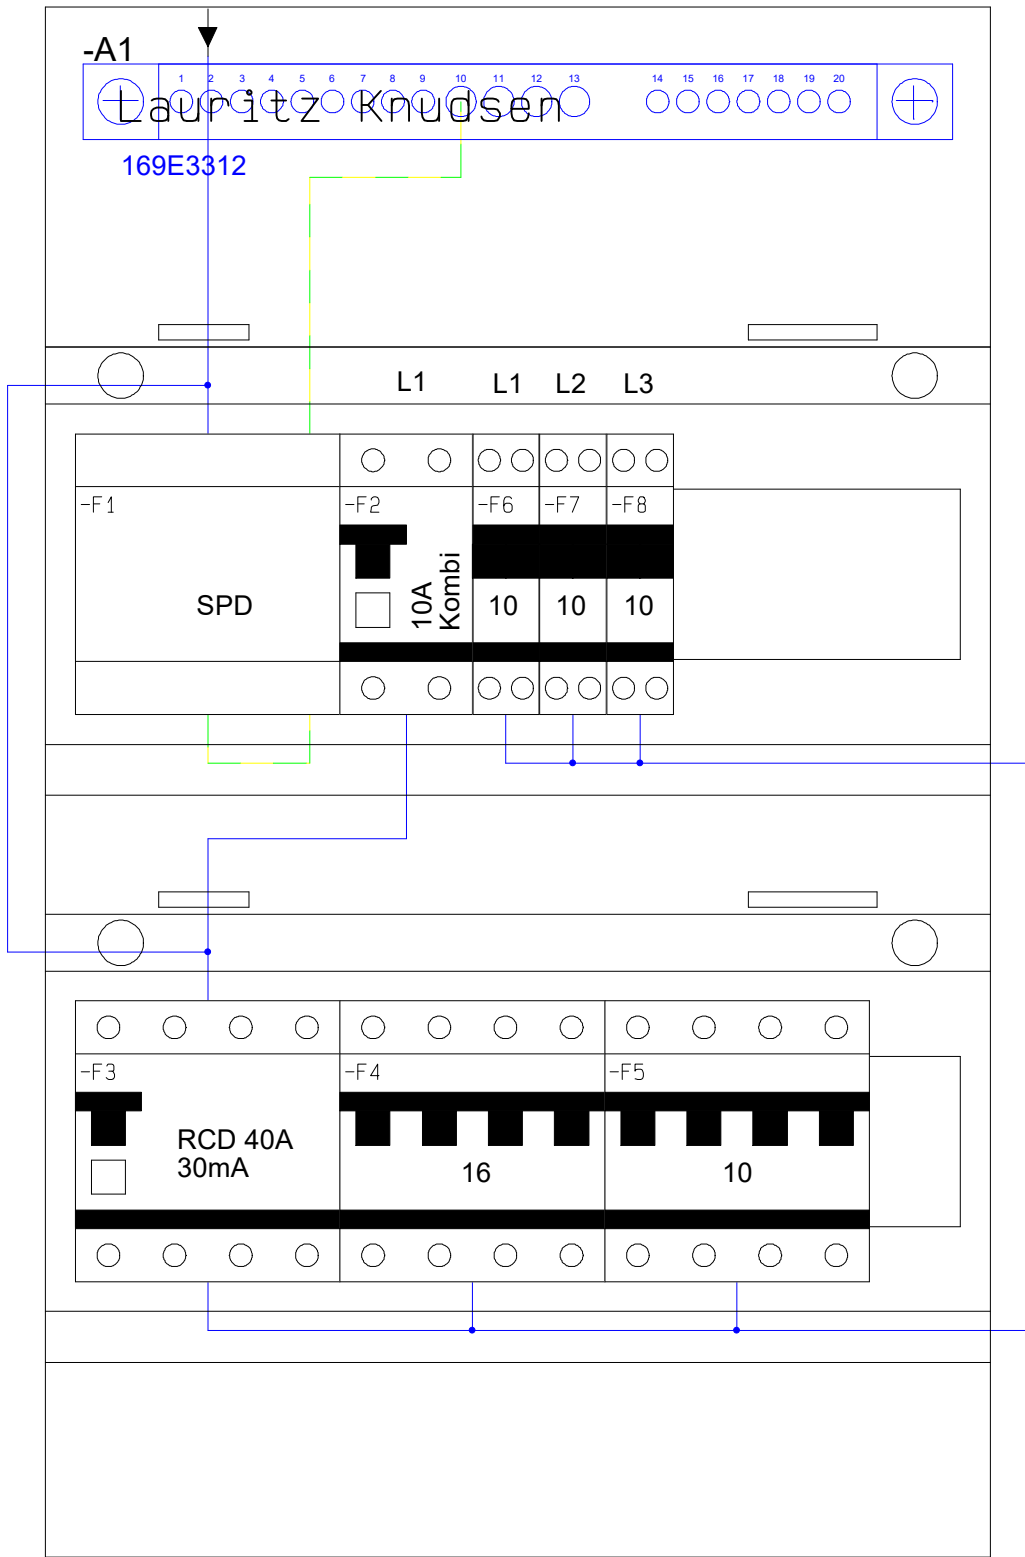 -A1
1 2 3 4 5 6 7 8 9 10 11 12 13 14 15 16 17 18 19 20
Lauritz Knudsen
169E3312
L1 L1 L2 L3
-F1 -F2 -F6 -F7 -F8
SPD
10A
Kombi
10 10 10
-F3 -F4 -F5
RCD 40A
30mA
16
10